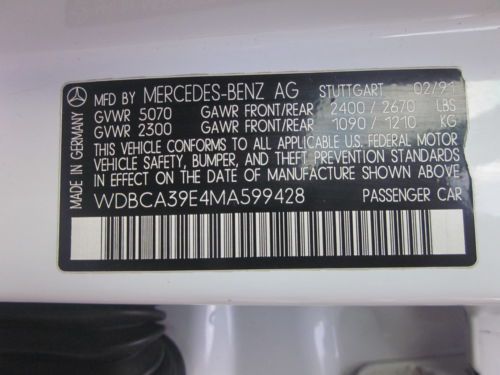 MFD BY MERCEDES-BENZ AG STUTTGART 02/91
GVWR 5070 GAWR FRONT/REAR 2400 / 2670 LBS
GVWR 2300 GAWR FRONT/REAR 1090 / 1210 KG
THIS VEHICLE CONFORMS TO ALL APPLICABLE U.S. FEDERAL MOTOR
VEHICLE SAFETY, BUMPER, AND THEFT PREVENTION STANDARDS
IN EFFECT ON THE DATE OF MANUFACTURE SHOWN ABOVE.
WDBCA39E4MA599428 PASSENGER CAR
MADE IN GERMANY